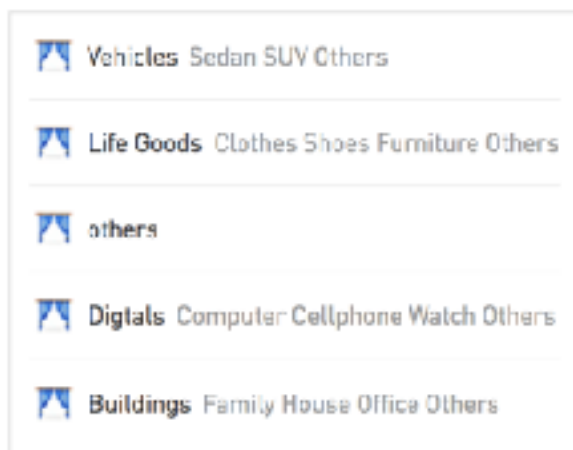 Vehicles Sedan SUV Others
Life Goods Clothes Shoes Furniture Others
others
Digtals Computer Cellphone Watch Others
Buildings Family House Office Others